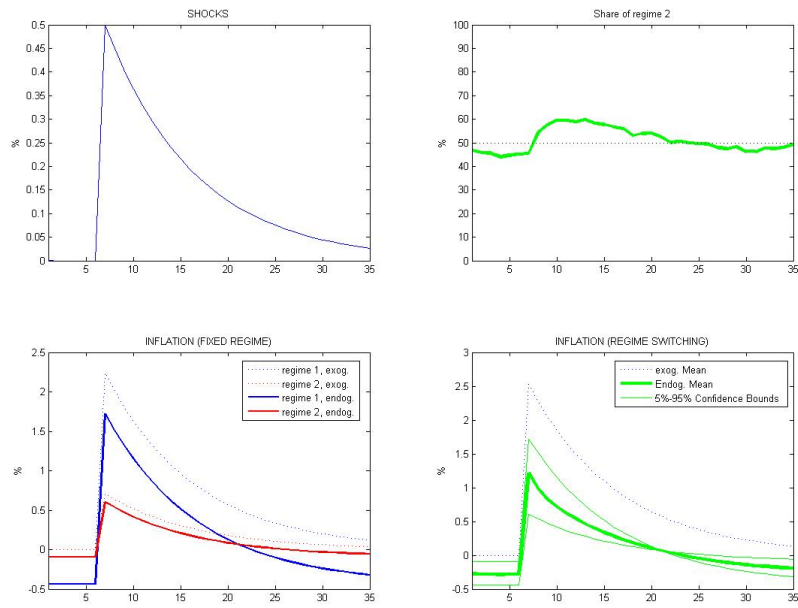 SHOCKS
0.5
0.45
0.4
0.35
0.3
0.25
0.2
0.15
0.1
0.05
0
%
5 10 15 20 25 30 35
Share of regime 2
100
90
80
70
60
50
40
30
20
10
0
%
5 10 15 20 25 30 35
INFLATION (FIXED REGIME)
2.5
2
1.5
1
0.5
0
-0.5
%
regime 1, exog.
regime 2, exog.
regime 1, endog.
regime 2, endog.
5 10 15 20 25 30 35
INFLATION (REGIME SWITCHING)
3
2.5
2
1.5
1
0.5
0
-0.5
%
exog. Mean
Endog. Mean
5%-95% Confidence Bounds
5 10 15 20 25 30 35